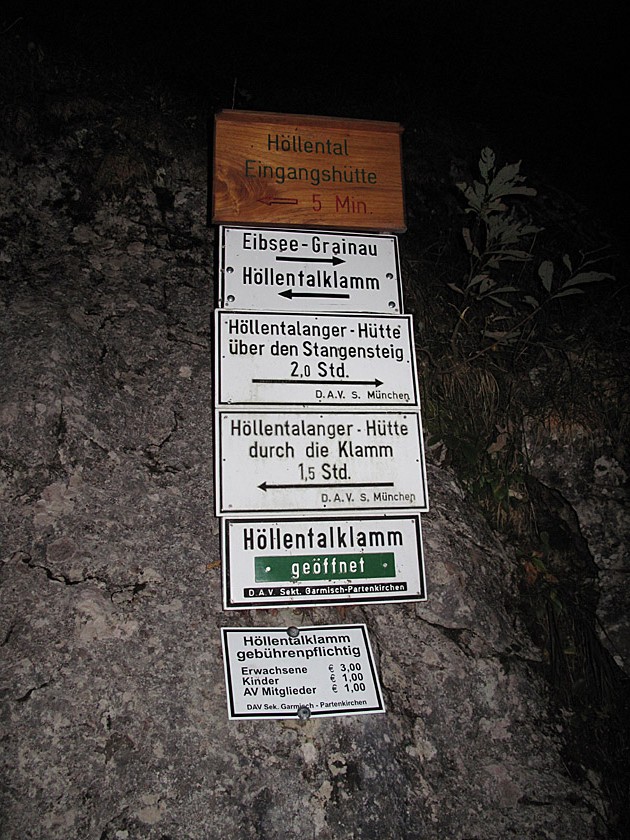 Höllental
Eingangshütte
5 Min.
Eibsee-Grainau
Höllentalklamm
Höllentalanger-Hütte
über den Stangensteig
2,0 Std.
D.A.V. S. München
Höllentalanger-Hütte
durch die Klamm
1,5 Std.
D.A.V. S. München
Höllentalklamm
geöffnet
D.A.V. Sekt. Garmisch-Partenkirchen
Höllentalklamm
gebührenpflichtig
Erwachsene € 3,00
Kinder € 1,00
AV Mitglieder € 1,00
DAV Sek. Garmisch - Partenkirchen